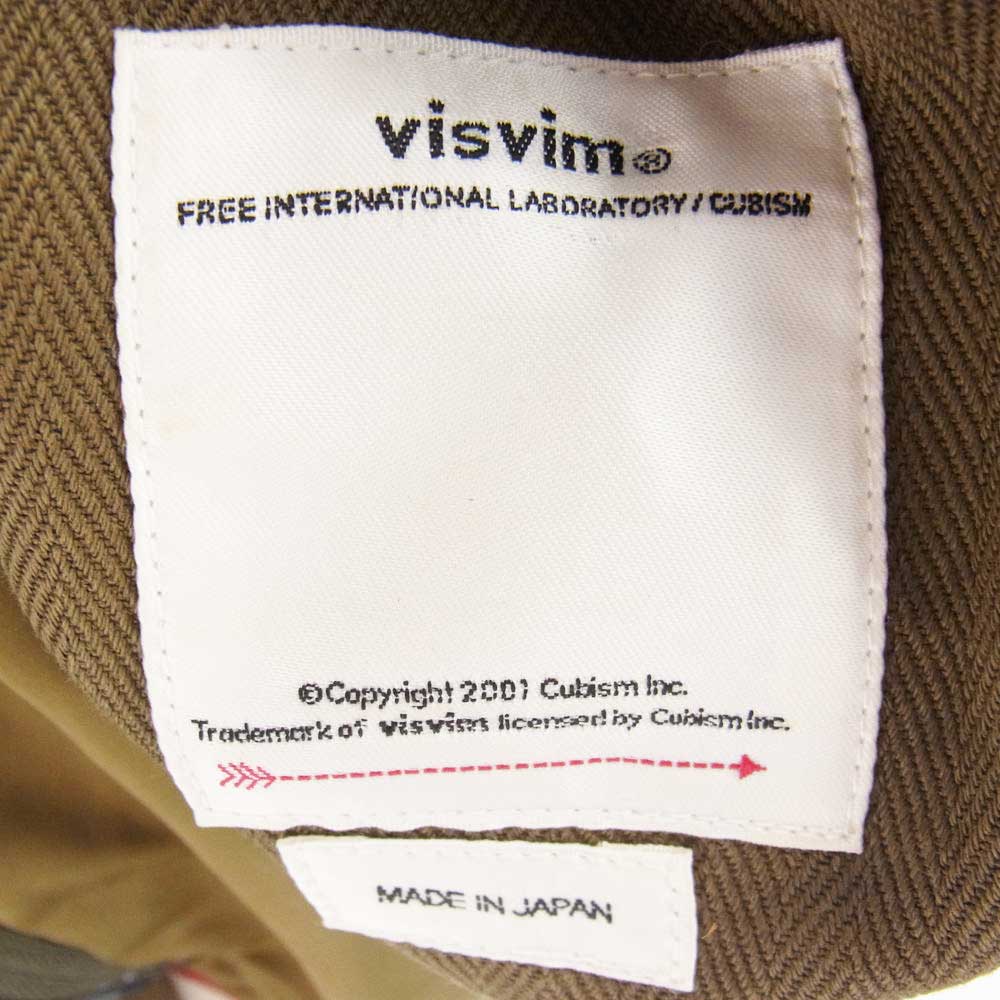 visvim®
FREE INTERNATIONAL LABORATORY / CUBISM
©Copyright 2001 Cubism Inc.
Trademark of visvim licensed by Cubism Inc.
MADE IN JAPAN